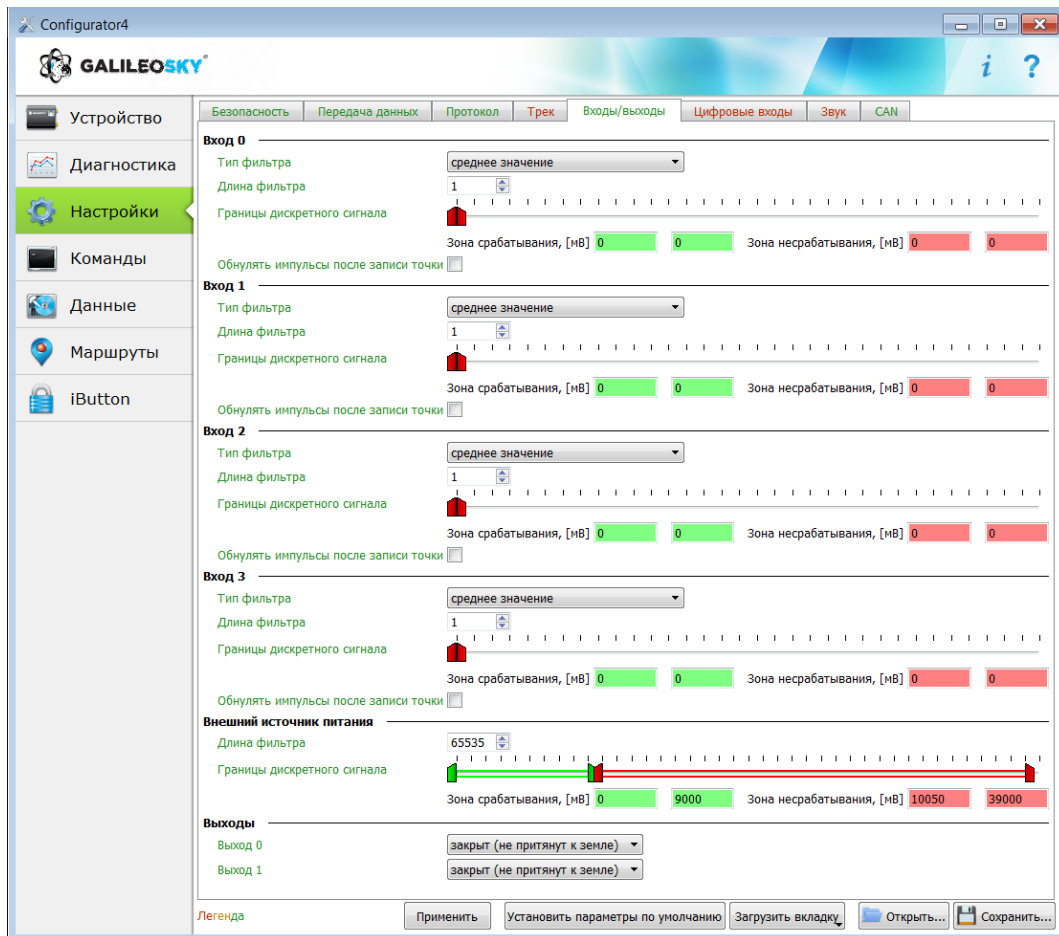 Configurator4
GALILEOSKY
i ?
Устройство
Диагностика
Настройки
Команды
Данные
Маршруты
iButton
Безопасность Передача данных Протокол Трек Входы/выходы Цифровые входы Звук CAN
Вход 0
Тип фильтра среднее значение
Длина фильтра 1
Границы дискретного сигнала
Зона срабатывания, [мВ] 0 0 Зона несрабатывания, [мВ] 0 0
Обнулять импульсы после записи точки
Вход 1
Тип фильтра среднее значение
Длина фильтра 1
Границы дискретного сигнала
Зона срабатывания, [мВ] 0 0 Зона несрабатывания, [мВ] 0 0
Обнулять импульсы после записи точки
Вход 2
Тип фильтра среднее значение
Длина фильтра 1
Границы дискретного сигнала
Зона срабатывания, [мВ] 0 0 Зона несрабатывания, [мВ] 0 0
Обнулять импульсы после записи точки
Вход 3
Тип фильтра среднее значение
Длина фильтра 1
Границы дискретного сигнала
Зона срабатывания, [мВ] 0 0 Зона несрабатывания, [мВ] 0 0
Обнулять импульсы после записи точки
Внешний источник питания
Длина фильтра 65535
Границы дискретного сигнала
Зона срабатывания, [мВ] 0 9000 Зона несрабатывания, [мВ] 10050 39000
Выходы
Выход 0 закрыт (не притянут к земле)
Выход 1 закрыт (не притянут к земле)
Легенда Применить Установить параметры по умолчанию Загрузить вкладку Открыть... Сохранить...